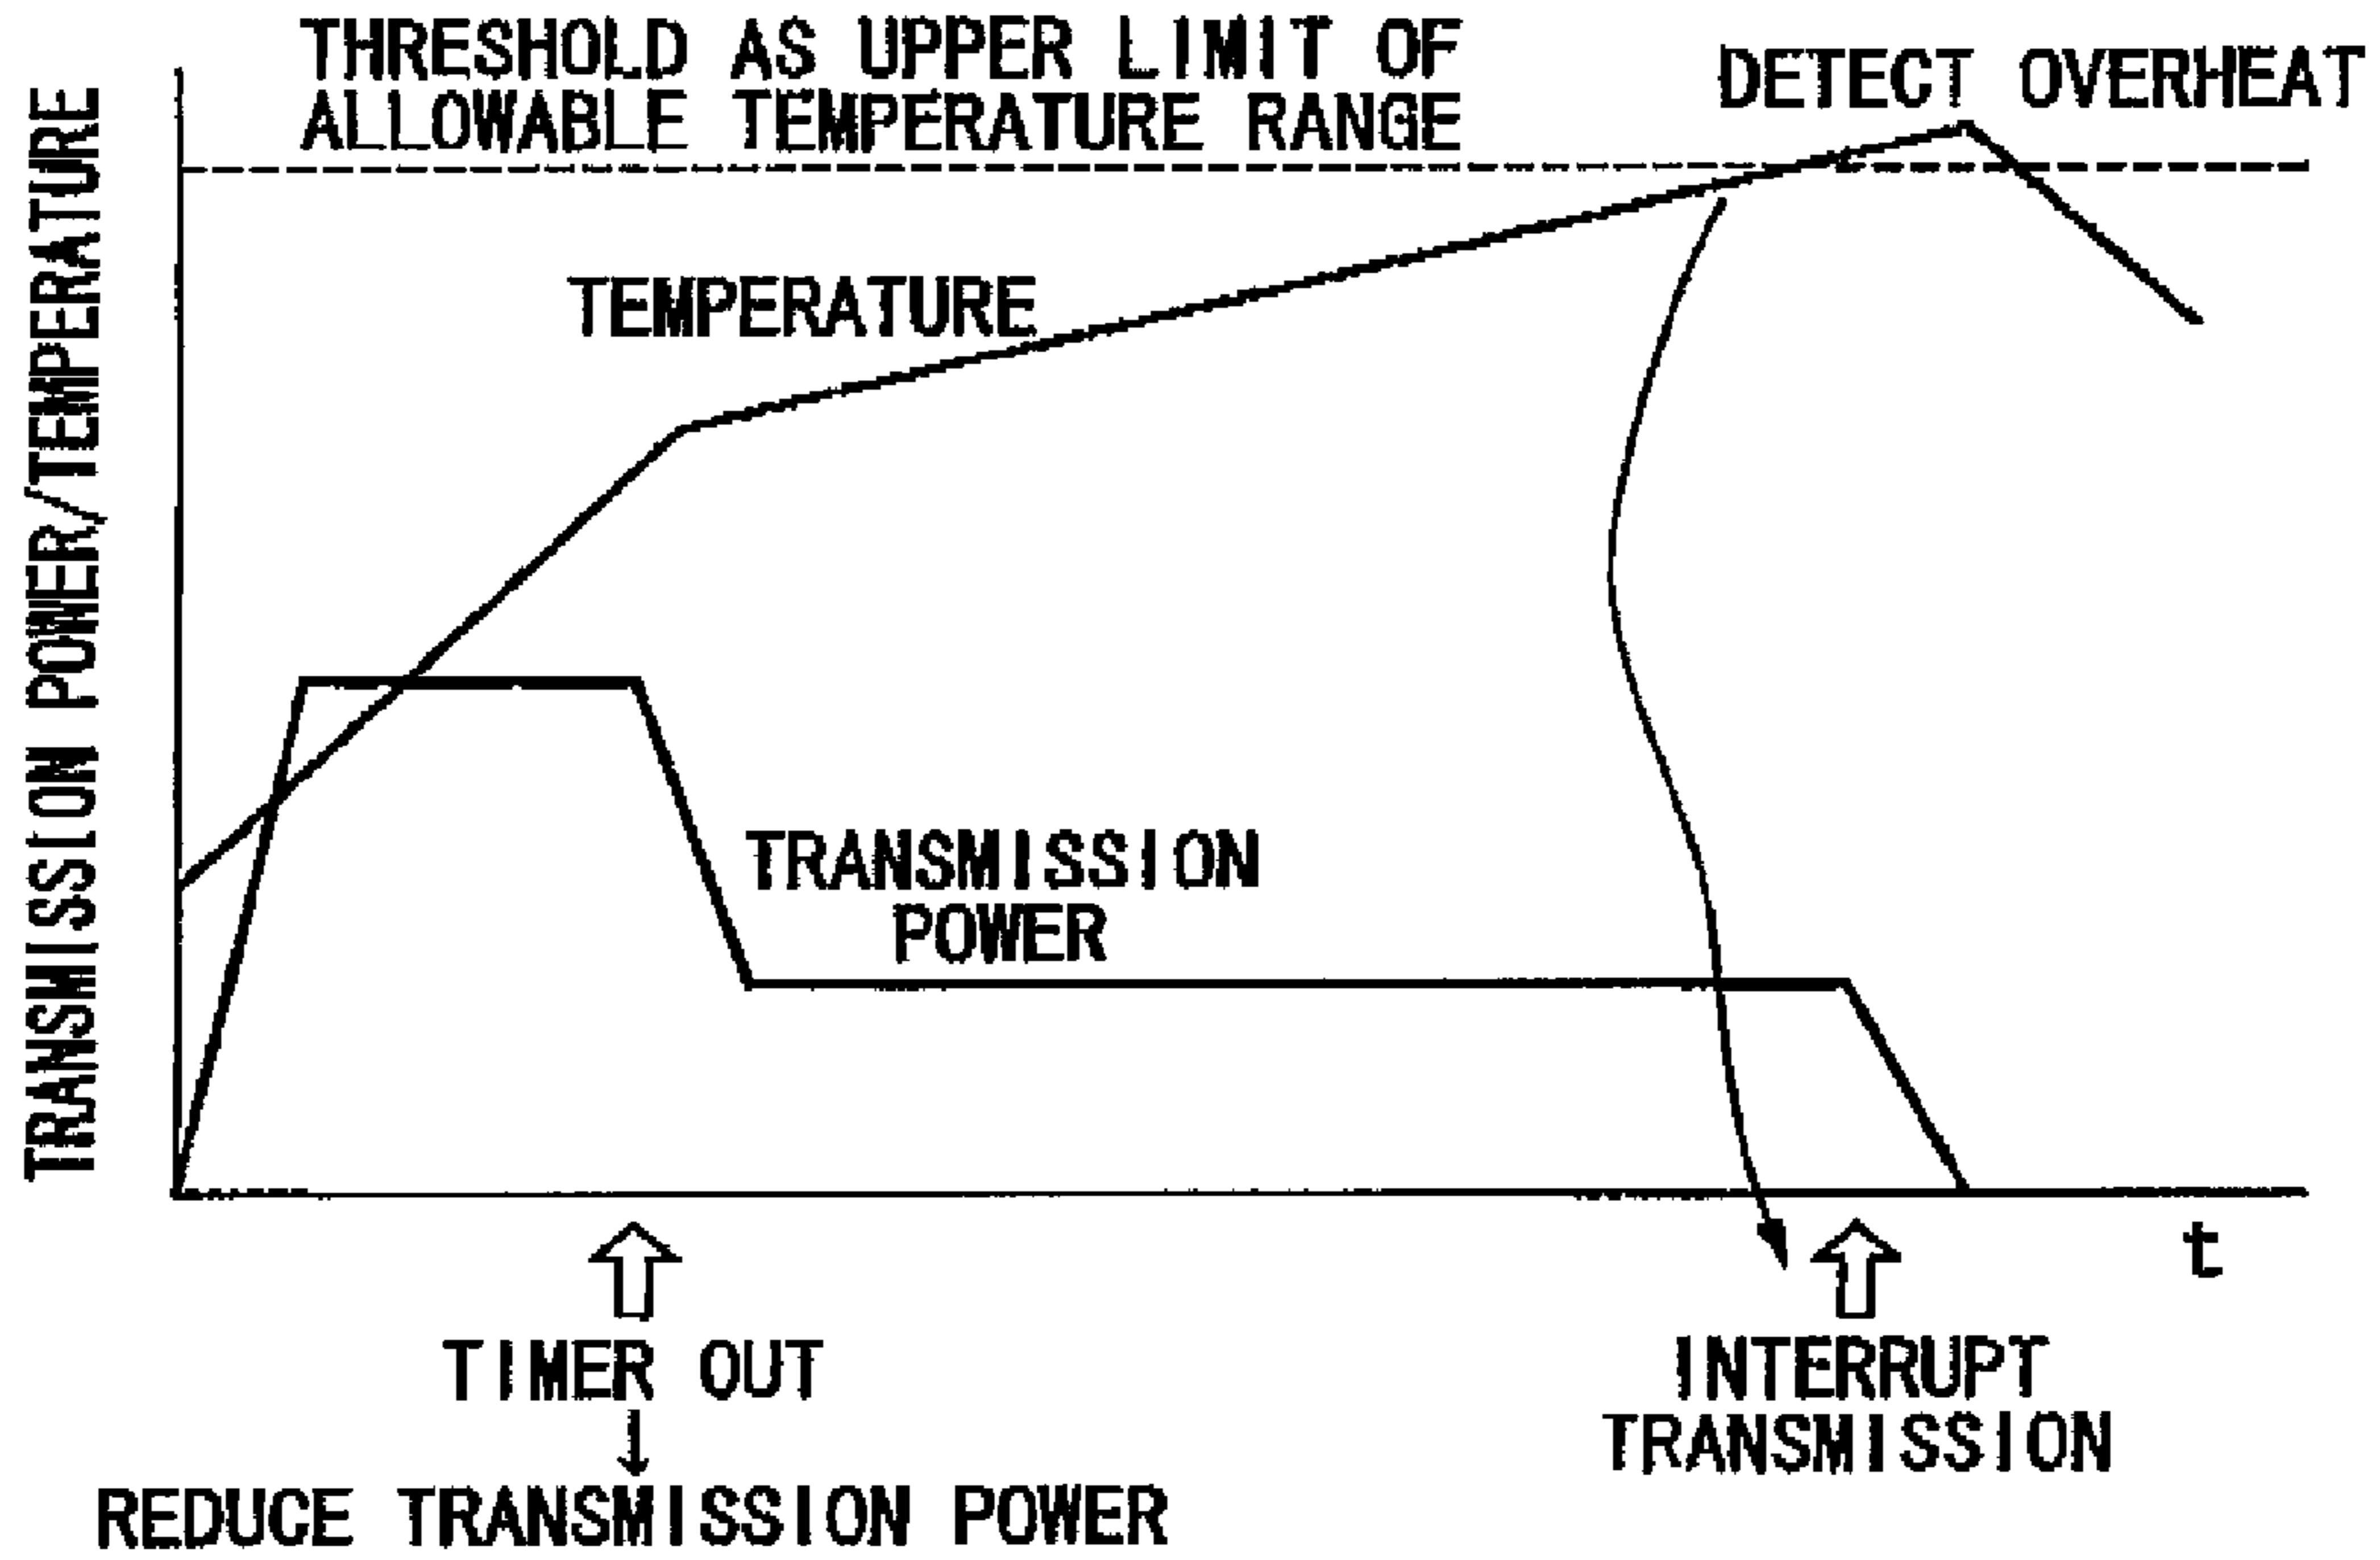 THRESHOLD AS UPPER LIMIT OF
ALLOWABLE TEMPERATURE RANGE
DETECT OVERHEAT
TRANSMISSION POWER/TEMPERATURE
TEMPERATURE
TRANSMISSION
POWER
t
TIMER OUT
REDUCE TRANSMISSION POWER
INTERRUPT
TRANSMISSION